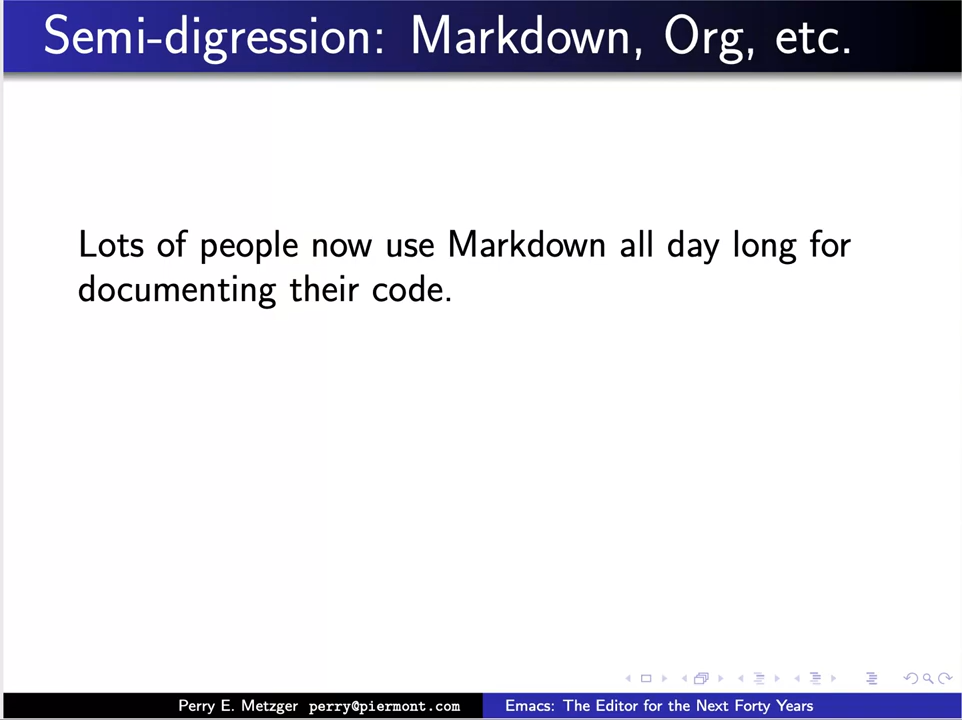 Semi-digression: Markdown, Org, etc.
Lots of people now use Markdown all day long for
documenting their code.
Perry E. Metzger perry@piermont.com
Emacs: The Editor for the Next Forty Years